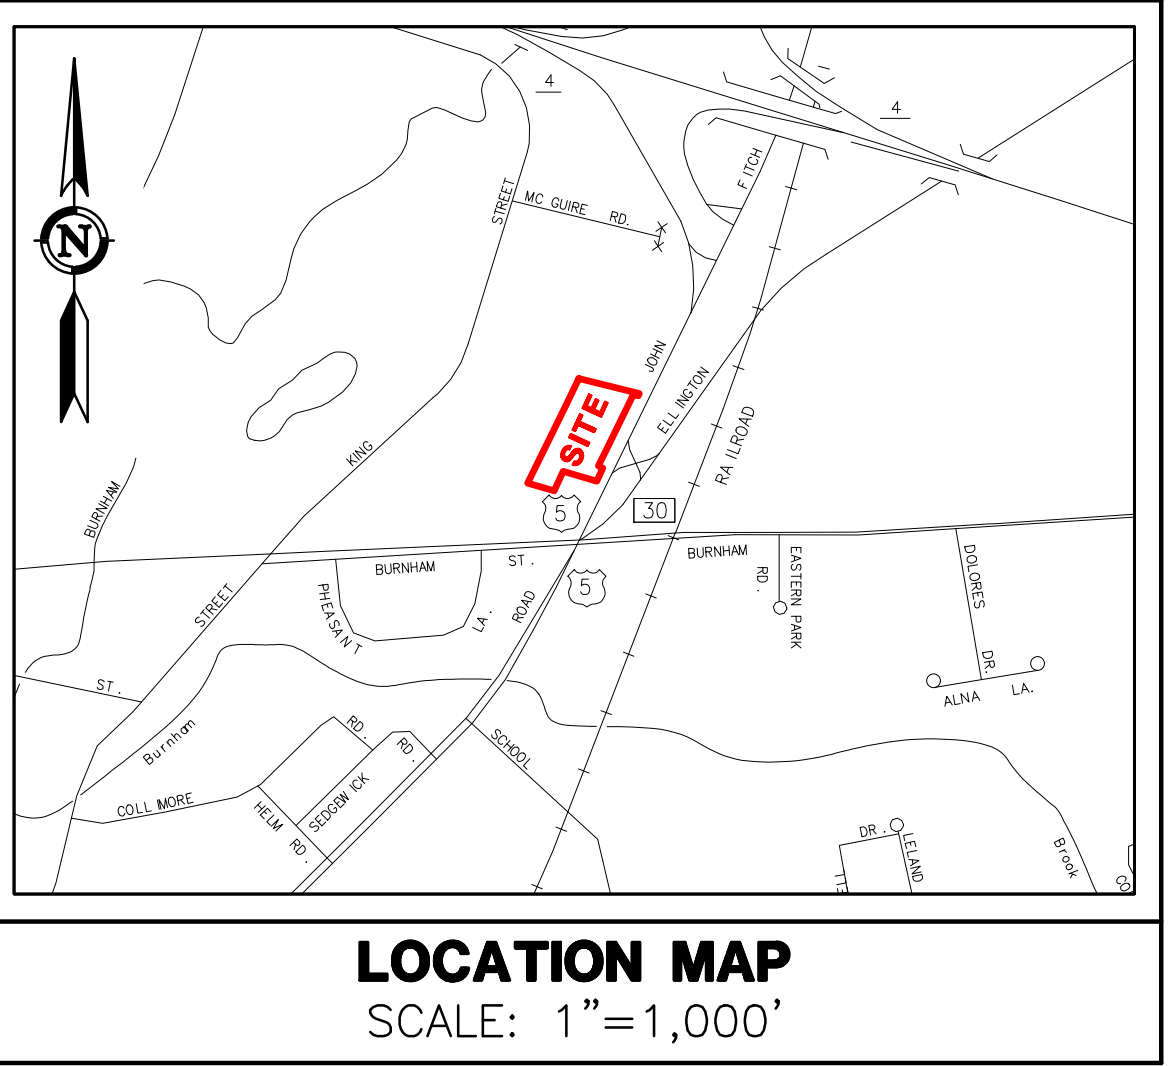 4
4
FITCH
STREET
MC GUIRE RD.
N
JOHN
ELLINGTON
SITE
RAILROAD
KING
BURNHAM
5
30
BURNHAM
ST.
BURNHAM
EASTERN PARK
RD.
DOLORES
DR.
5
STREET
PHEASANT
LA.
ROAD
ST.
ALNA LA.
Burnham
RD.
RD.
SCHOOL
COLLIMORE
HELM RD.
SEDGEWICK
DR.
LELAND
Brook
CO
LOCATION MAP
SCALE: 1"=1,000'